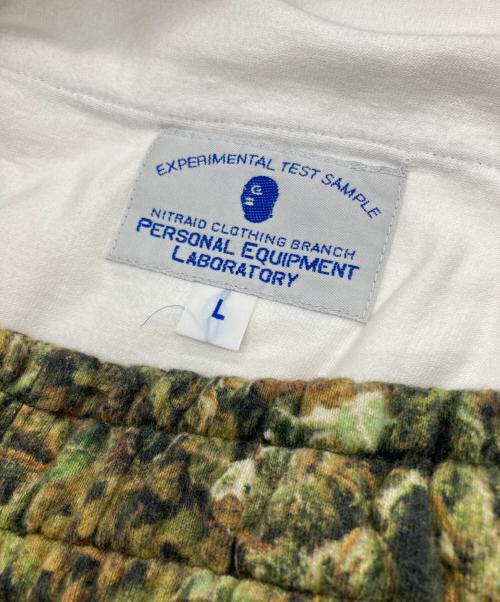 EXPERIMENTAL TEST SAMPLE
NITRAID CLOTHING BRANCH
PERSONAL EQUIPMENT
LABORATORY
L